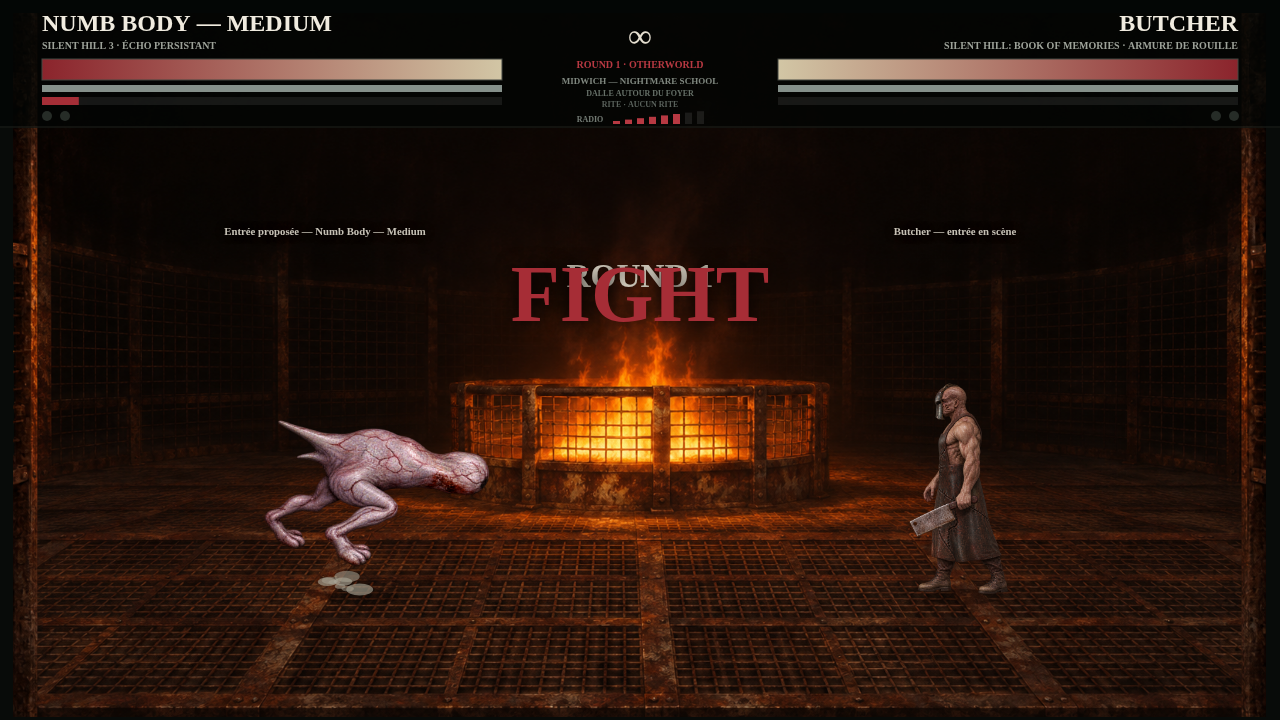 NUMB BODY — MEDIUM
SILENT HILL 3 · ÉCHO PERSISTANT
∞
ROUND 1 · OTHERWORLD
MIDWICH — NIGHTMARE SCHOOL
DALLE AUTOUR DU FOYER
RITE · AUCUN RITE
RADIO
BUTCHER
SILENT HILL: BOOK OF MEMORIES · ARMURE DE ROUILLE
Entrée proposée — Numb Body — Medium
Butcher — entrée en scène
ROUND 1
FIGHT